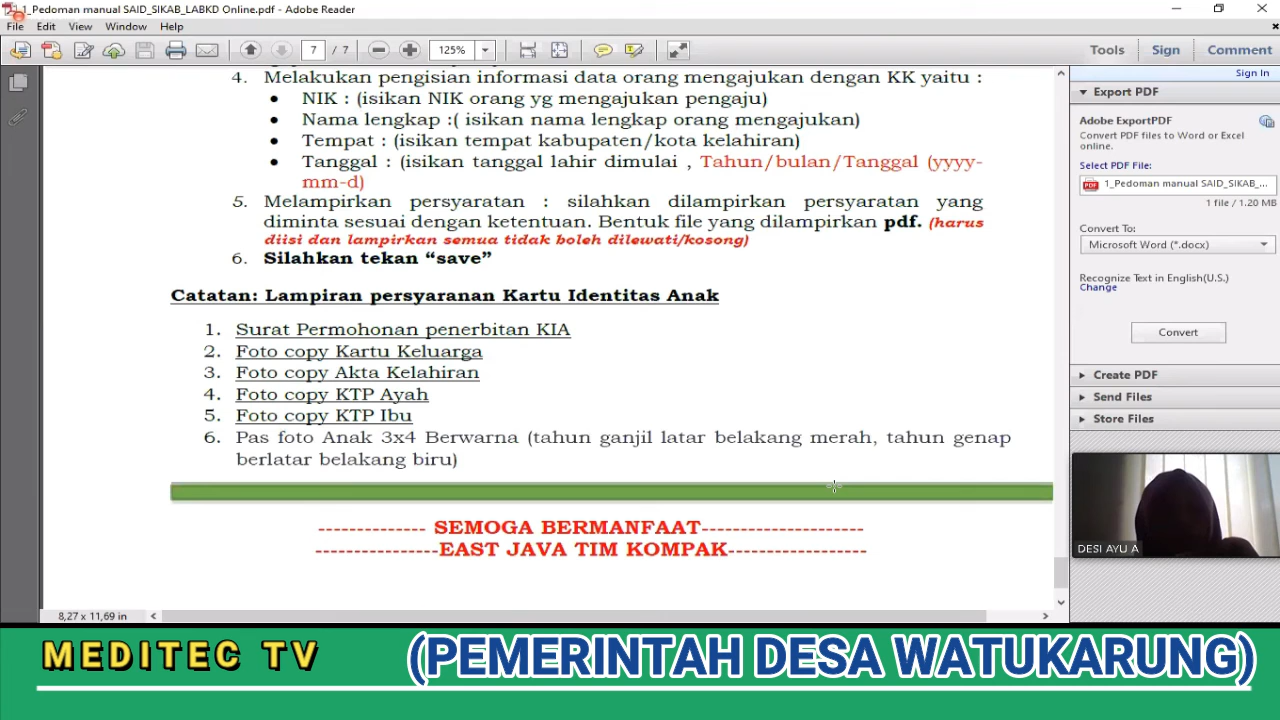 1_Pedoman manual SAID_SIKAB_LABKD Online.pdf - Adobe Reader
File Edit View Window Help
7 / 7 125% Tools Sign Comment
Sign In
4. Melakukan pengisian informasi data orang mengajukan dengan KK yaitu :
• NIK : (isikan NIK orang yg mengajukan pengaju)
• Nama lengkap :( isikan nama lengkap orang mengajukan)
• Tempat : (isikan tempat kabupaten/kota kelahiran)
• Tanggal : (isikan tanggal lahir dimulai , Tahun/bulan/Tanggal (yyyy-
mm-d)
5. Melampirkan persyaratan : silahkan dilampirkan persyaratan yang
diminta sesuai dengan ketentuan. Bentuk file yang dilampirkan pdf. (harus
diisi dan lampirkan semua tidak boleh dilewati/kosong)
6. Silahkan tekan “save”
Catatan: Lampiran persyaranan Kartu Identitas Anak
1. Surat Permohonan penerbitan KIA
2. Foto copy Kartu Keluarga
3. Foto copy Akta Kelahiran
4. Foto copy KTP Ayah
5. Foto copy KTP Ibu
6. Pas foto Anak 3x4 Berwarna (tahun ganjil latar belakang merah, tahun genap
berlatar belakang biru)
-------------- SEMOGA BERMANFAAT---------------------
----------------EAST JAVA TIM KOMPAK------------------
8,27 x 11,69 in
Export PDF
Adobe ExportPDF
Convert PDF files to Word or Excel
online.
Select PDF File:
1_Pedoman manual SAID_SIKAB_...
1 file / 1.20 MB
Convert To:
Microsoft Word (*.docx)
Recognize Text in English(U.S.)
Change
Convert
Create PDF
Send Files
Store Files
DESI AYU A
MEDITEC TV (PEMERINTAH DESA WATUKARUNG)